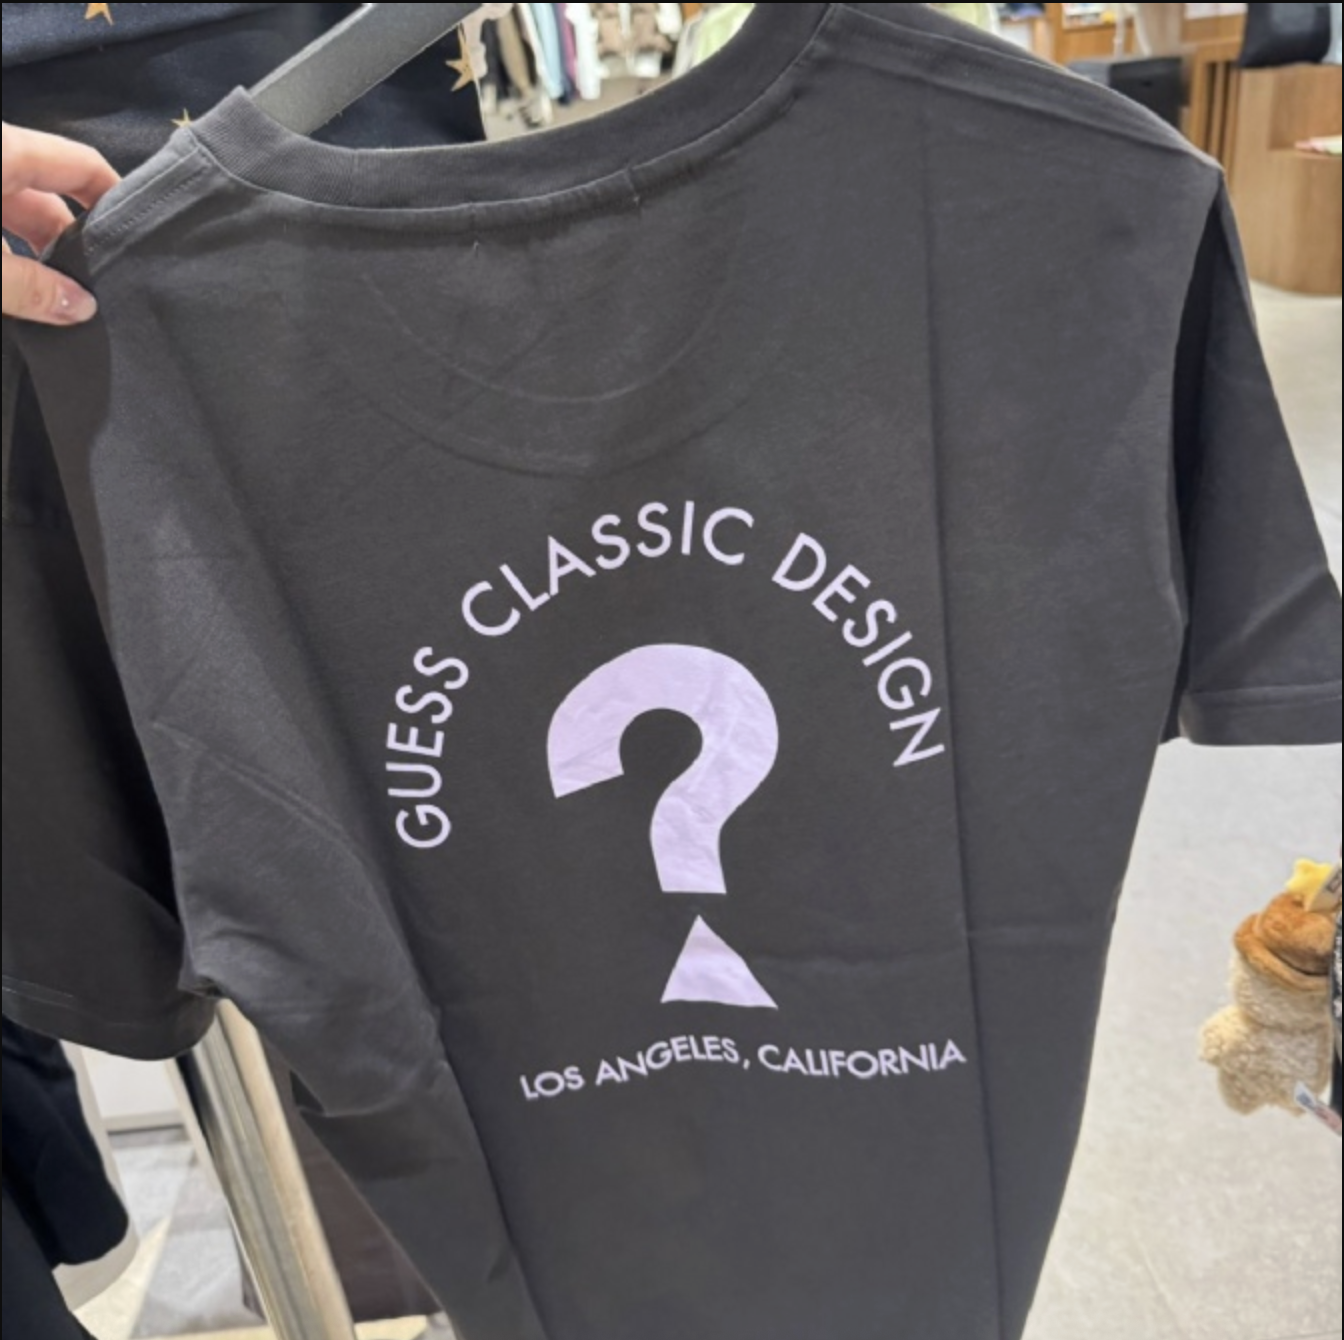 GUESS CLASSIC DESIGN
?
LOS ANGELES, CALIFORNIA